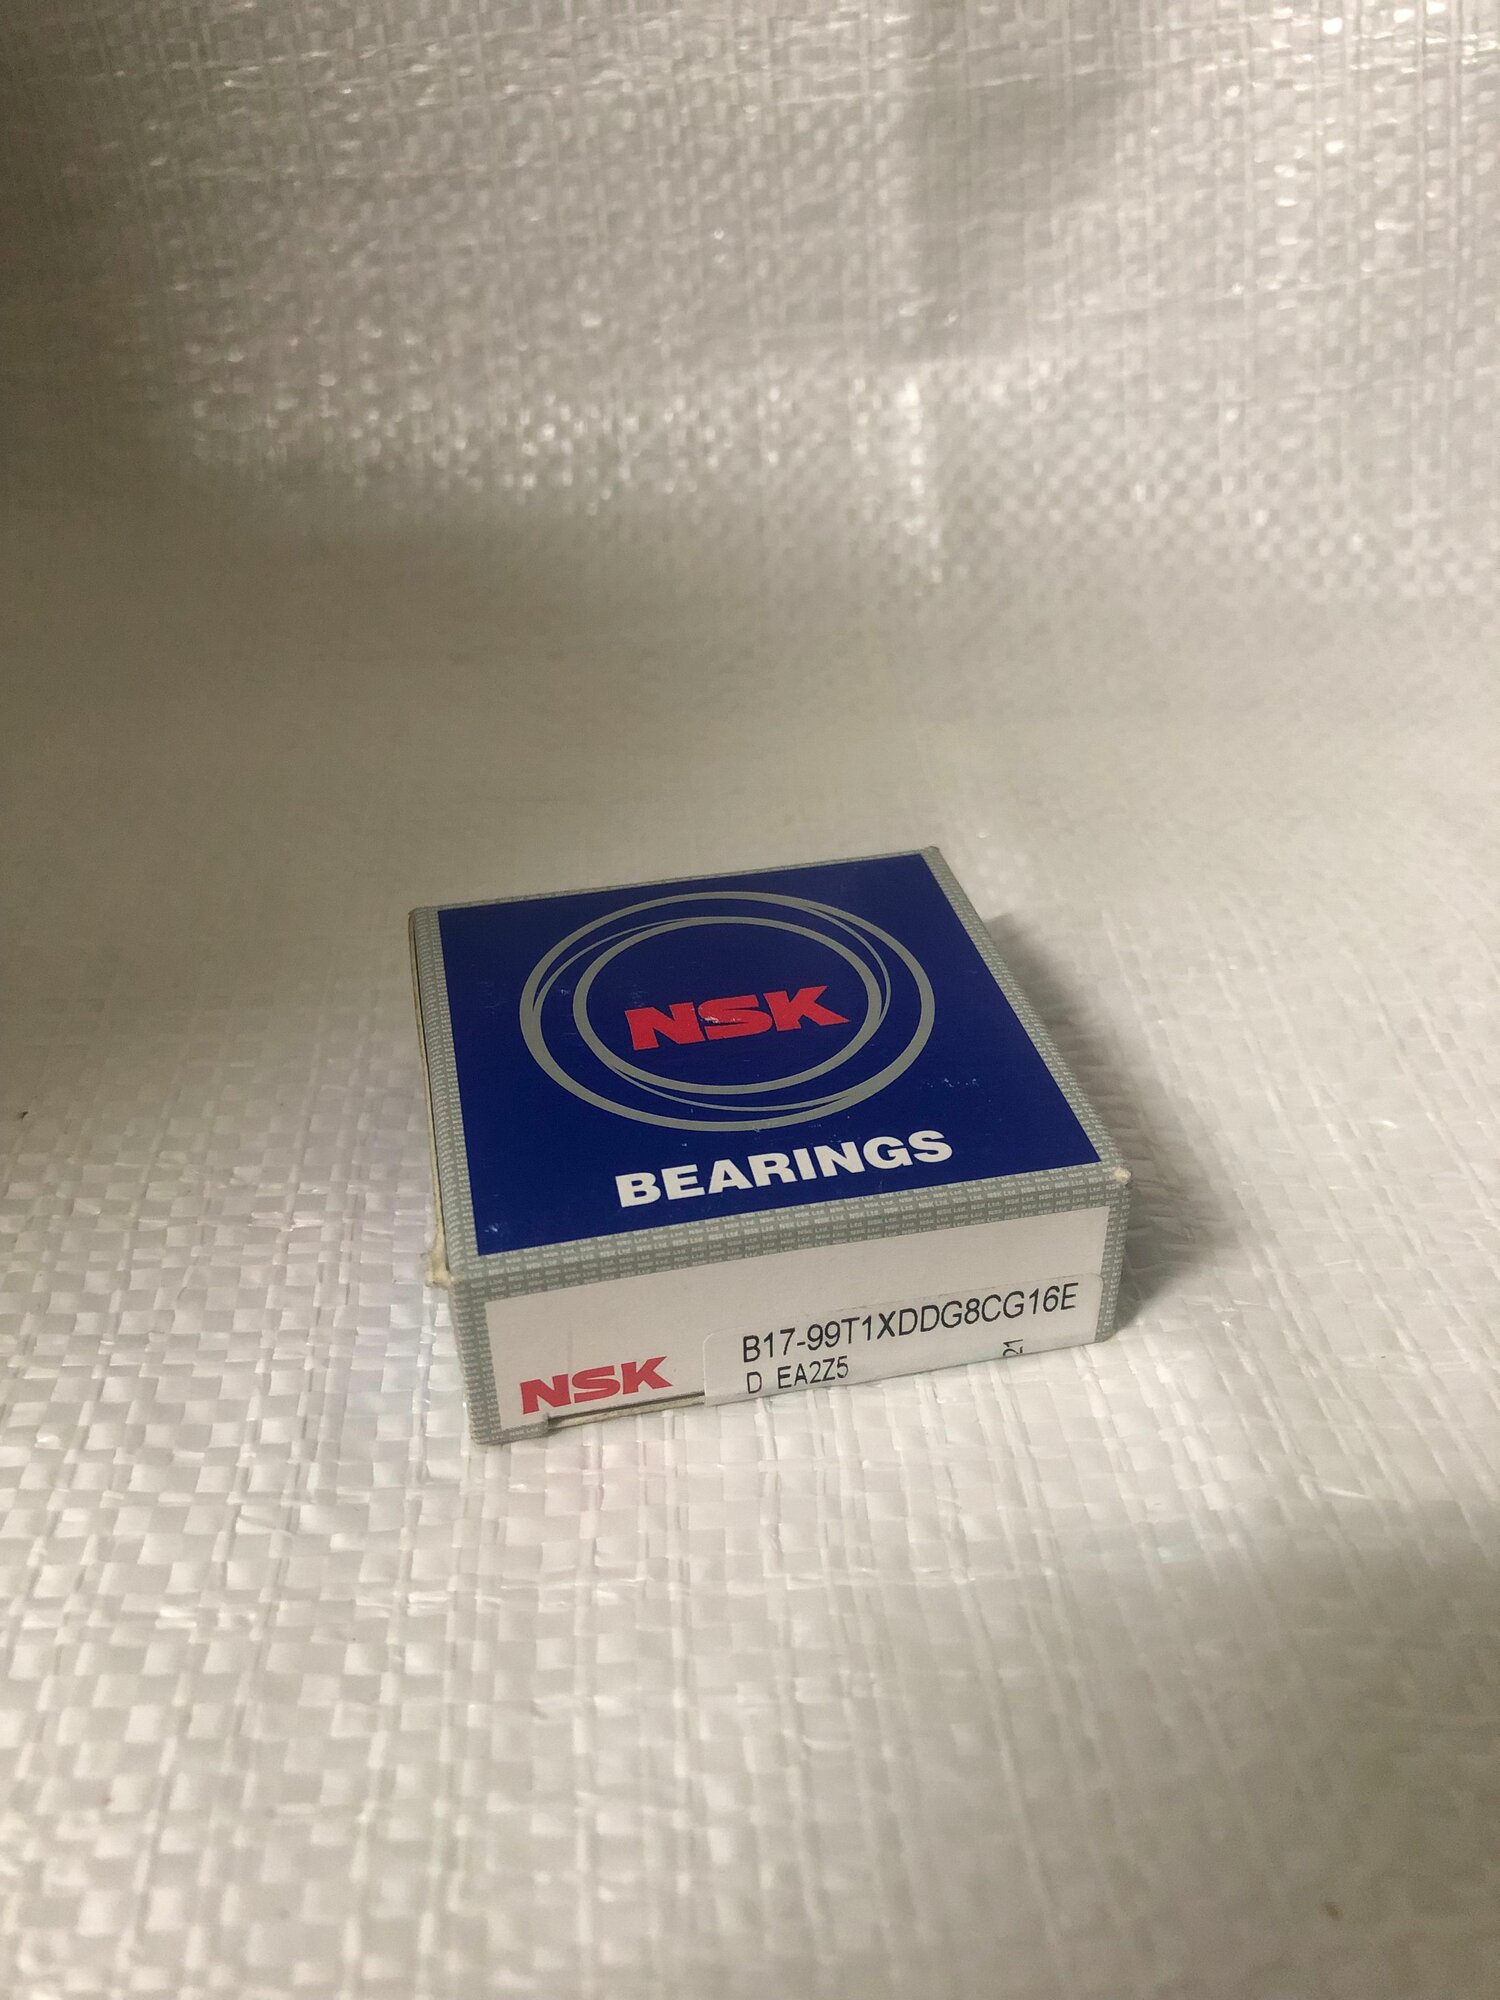 NSK
BEARINGS
NSK
B17-99T1XDDG8CG16E
D EA2Z5